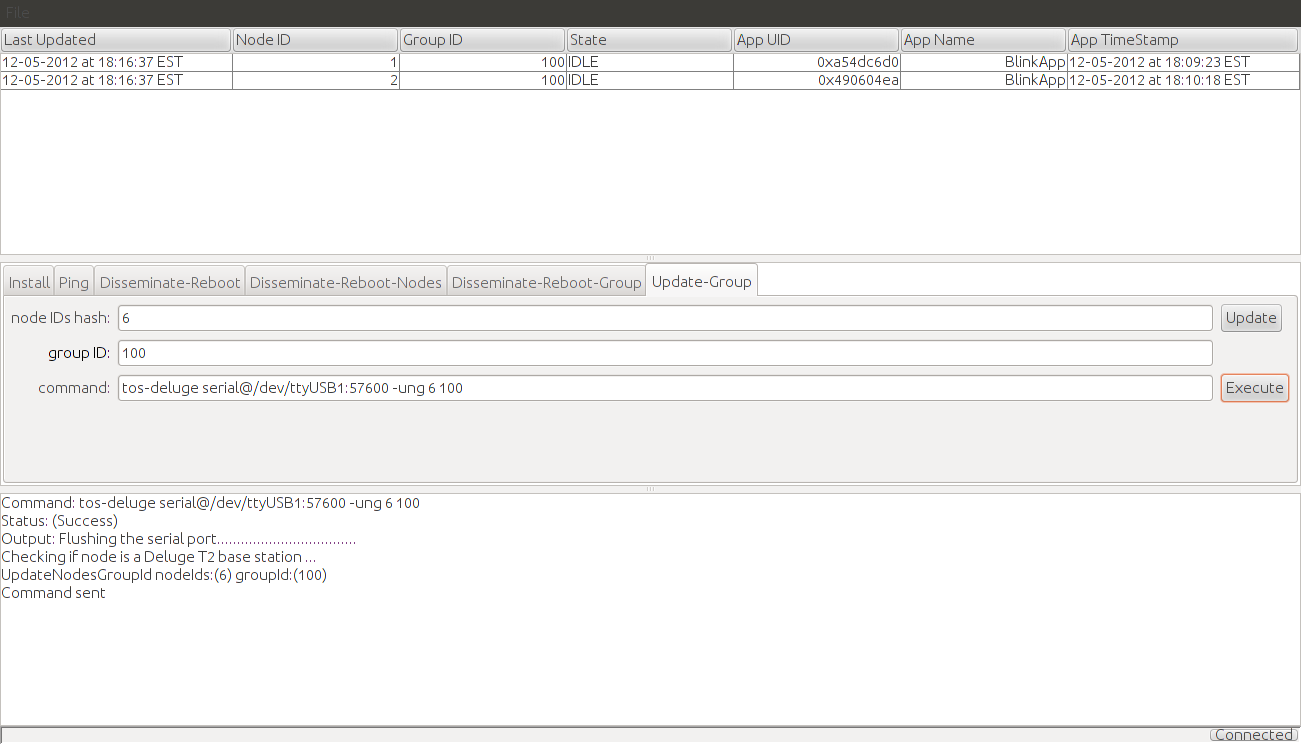 File
Last Updated Node ID Group ID State App UID App Name App TimeStamp
12-05-2012 at 18:16:37 EST 1 100 IDLE 0xa54dc6d0 BlinkApp 12-05-2012 at 18:09:23 EST
12-05-2012 at 18:16:37 EST 2 100 IDLE 0x490604ea BlinkApp 12-05-2012 at 18:10:18 EST
Install Ping Disseminate-Reboot Disseminate-Reboot-Nodes Disseminate-Reboot-Group Update-Group
node IDs hash: 6 Update
group ID: 100
command: tos-deluge serial@/dev/ttyUSB1:57600 -ung 6 100 Execute
Command: tos-deluge serial@/dev/ttyUSB1:57600 -ung 6 100
Status: (Success)
Output: Flushing the serial port...................................
Checking if node is a Deluge T2 base station ...
UpdateNodesGroupId nodeIds:(6) groupId:(100)
Command sent
Connected